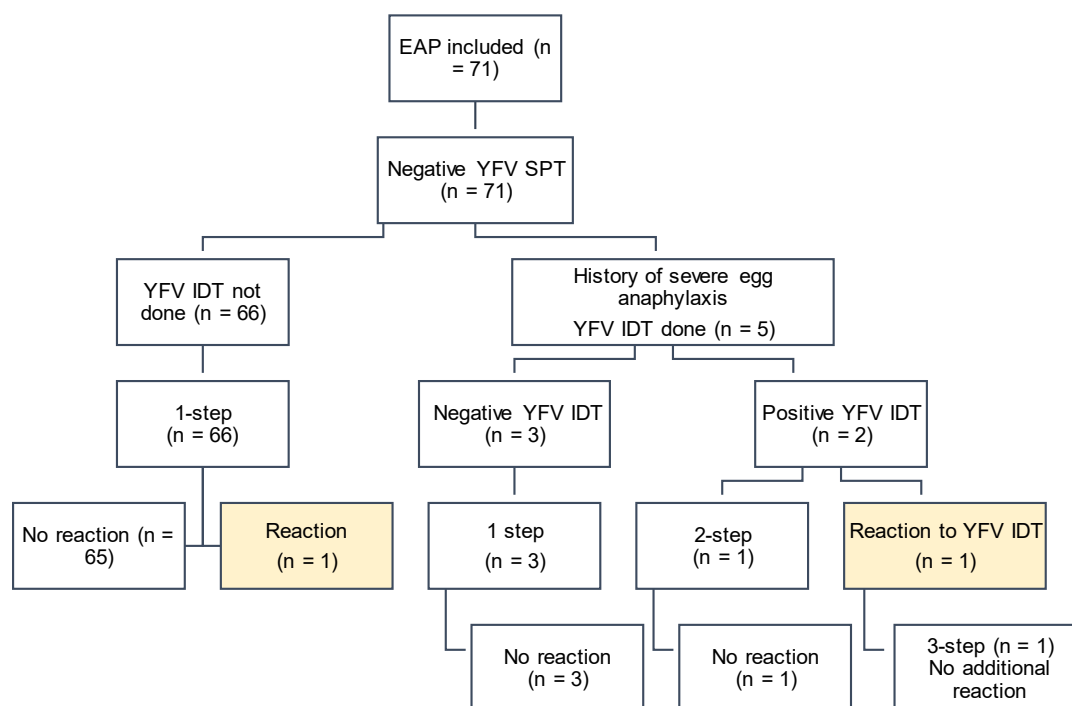 EAP included (n
= 71)
Negative YFV SPT
(n = 71)
YFV IDT not
done (n = 66)
History of severe egg
anaphylaxis
YFV IDT done (n = 5)
1-step
(n = 66)
Negative YFV IDT
(n = 3)
Positive YFV IDT
(n = 2)
No reaction (n =
65)
Reaction
(n = 1)
1 step
(n = 3)
2-step
(n = 1)
Reaction to YFV IDT
(n = 1)
No reaction
(n = 3)
No reaction
(n = 1)
3-step (n = 1)
No additional
reaction